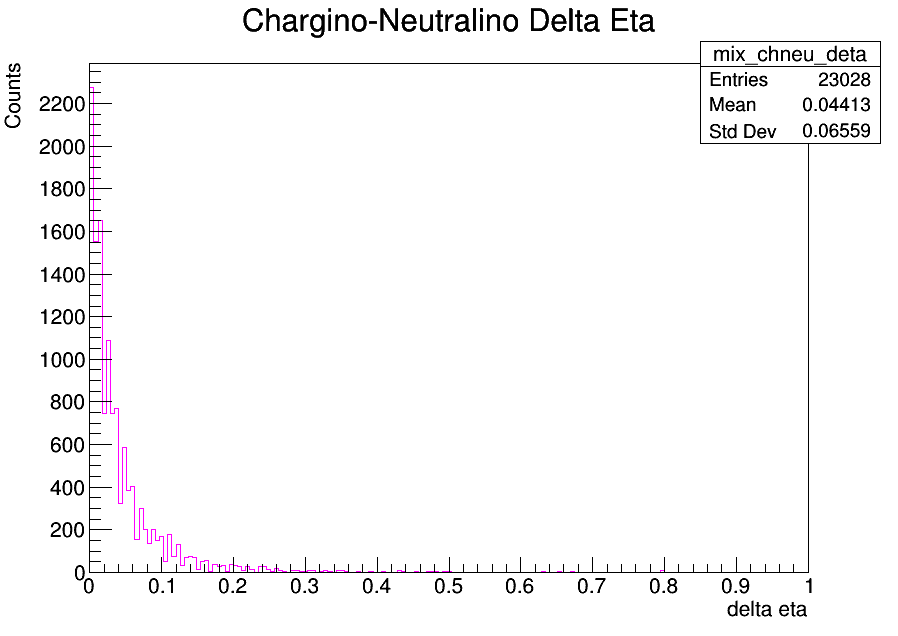 Chargino-Neutralino Delta Eta
mix_chneu_deta
Entries 23028
Mean 0.04413
Std Dev 0.06559
Counts
2200
2000
1800
1600
1400
1200
1000
800
600
400
200
0
0 0.1 0.2 0.3 0.4 0.5 0.6 0.7 0.8 0.9 1
delta eta